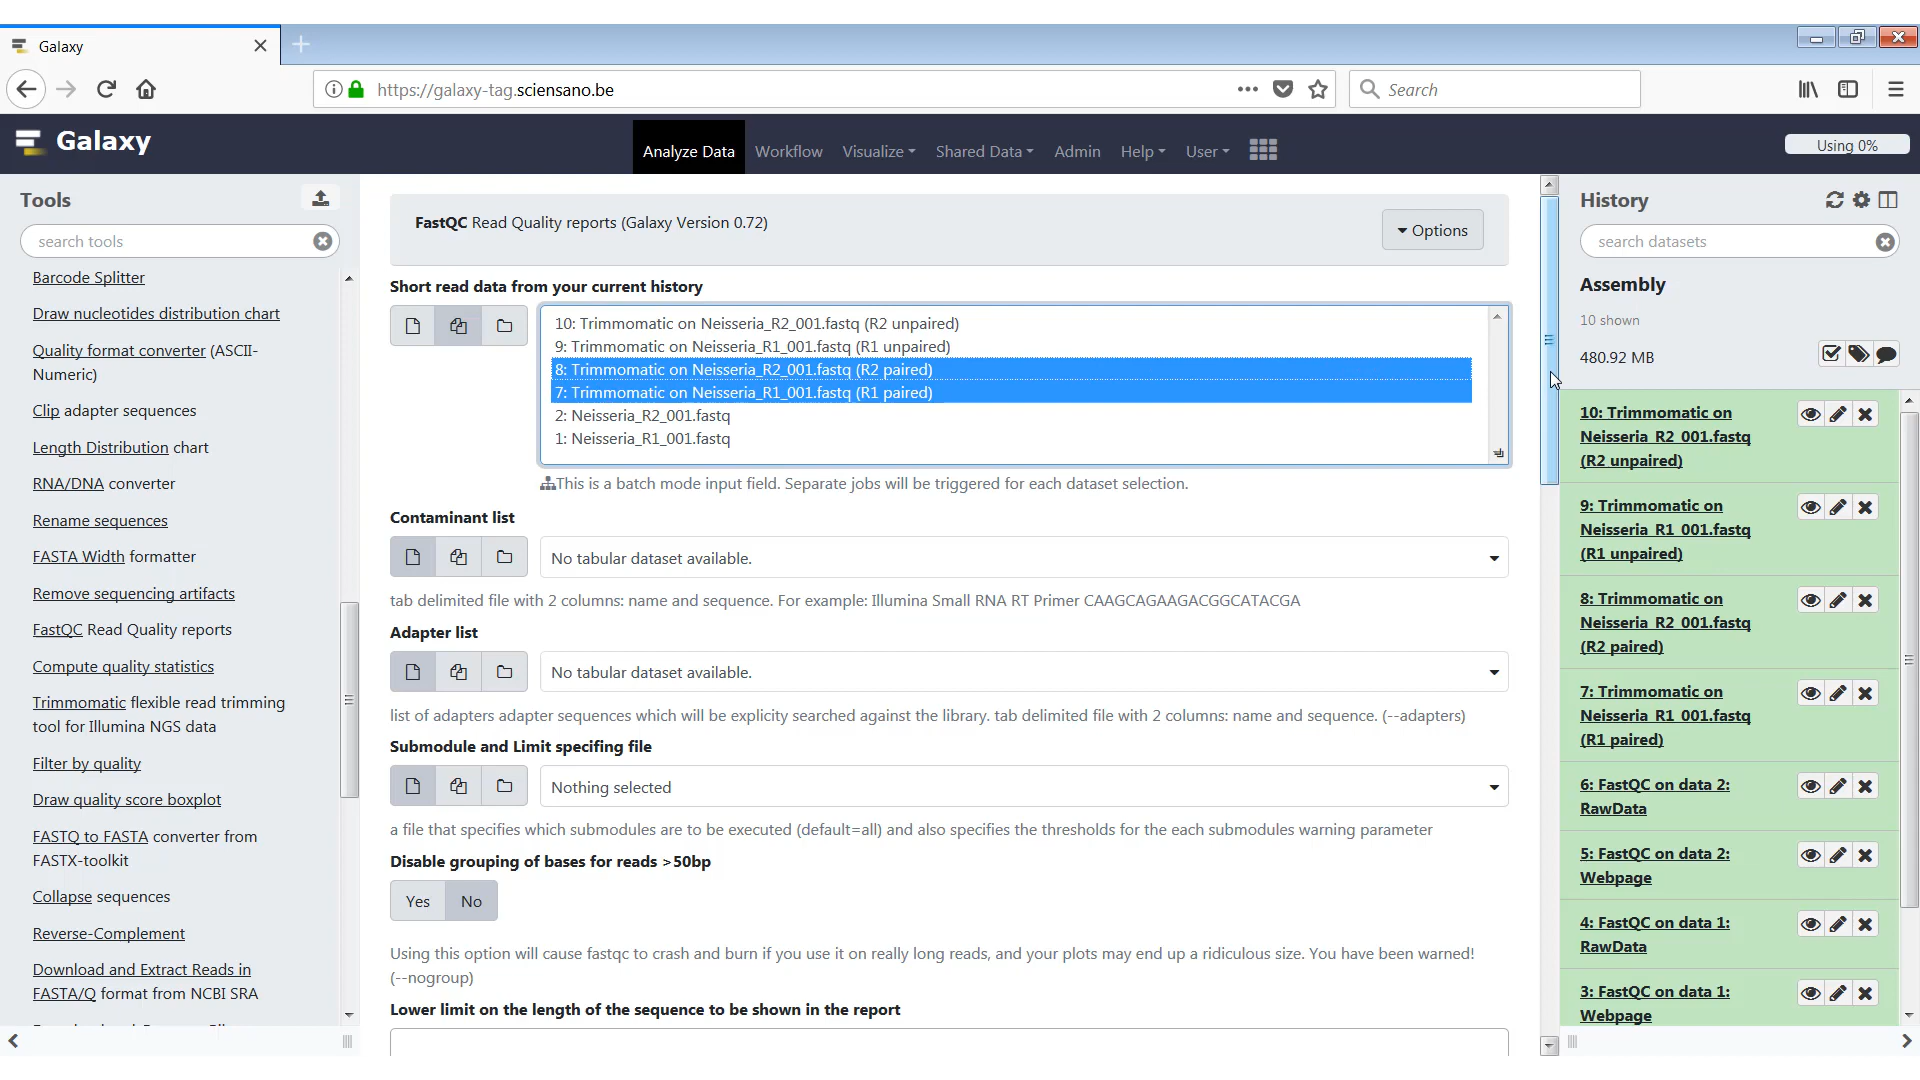 Galaxy
https://galaxy-tag.sciensano.be
Search
Galaxy
Analyze Data
Workflow
Visualize
Shared Data
Admin
Help
User
Using 0%
Tools
search tools
Barcode Splitter
Draw nucleotides distribution chart
Quality format converter (ASCII-
Numeric)
Clip adapter sequences
Length Distribution chart
RNA/DNA converter
Rename sequences
FASTA Width formatter
Remove sequencing artifacts
FastQC Read Quality reports
Compute quality statistics
Trimmomatic flexible read trimming
tool for Illumina NGS data
Filter by quality
Draw quality score boxplot
FASTQ to FASTA converter from
FASTX-toolkit
Collapse sequences
Reverse-Complement
Download and Extract Reads in
FASTA/Q format from NCBI SRA
FastQC Read Quality reports (Galaxy Version 0.72)
Options
Short read data from your current history
10: Trimmomatic on Neisseria_R2_001.fastq (R2 unpaired)
9: Trimmomatic on Neisseria_R1_001.fastq (R1 unpaired)
8: Trimmomatic on Neisseria_R2_001.fastq (R2 paired)
7: Trimmomatic on Neisseria_R1_001.fastq (R1 paired)
2: Neisseria_R2_001.fastq
1: Neisseria_R1_001.fastq
This is a batch mode input field. Separate jobs will be triggered for each dataset selection.
Contaminant list
No tabular dataset available.
tab delimited file with 2 columns: name and sequence. For example: Illumina Small RNA RT Primer CAAGCAGAAGACGGCATACGA
Adapter list
No tabular dataset available.
list of adapters adapter sequences which will be explicity searched against the library. tab delimited file with 2 columns: name and sequence. (--adapters)
Submodule and Limit specifing file
Nothing selected
a file that specifies which submodules are to be executed (default=all) and also specifies the thresholds for the each submodules warning parameter
Disable grouping of bases for reads >50bp
Yes
No
Using this option will cause fastqc to crash and burn if you use it on really long reads, and your plots may end up a ridiculous size. You have been warned!
(--nogroup)
Lower limit on the length of the sequence to be shown in the report
History
search datasets
Assembly
10 shown
480.92 MB
10: Trimmomatic on
Neisseria_R2_001.fastq
(R2 unpaired)
9: Trimmomatic on
Neisseria_R1_001.fastq
(R1 unpaired)
8: Trimmomatic on
Neisseria_R2_001.fastq
(R2 paired)
7: Trimmomatic on
Neisseria_R1_001.fastq
(R1 paired)
6: FastQC on data 2:
RawData
5: FastQC on data 2:
Webpage
4: FastQC on data 1:
RawData
3: FastQC on data 1:
Webpage